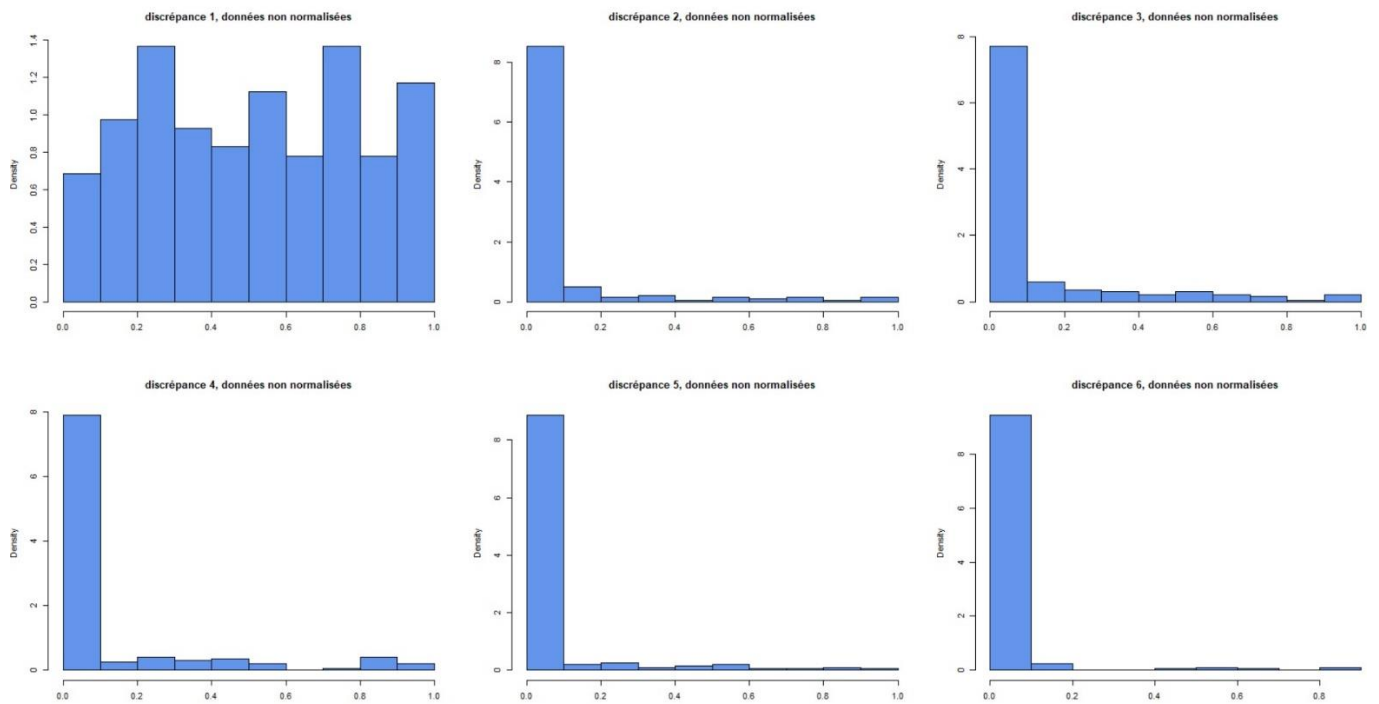 discrépance 1, données non normalisées
Density
0.0 0.2 0.4 0.6 0.8 1.0 1.2 1.4
0.0 0.2 0.4 0.6 0.8 1.0
discrépance 2, données non normalisées
Density
0 2 4 6 8
0.0 0.2 0.4 0.6 0.8 1.0
discrépance 3, données non normalisées
Density
0 2 4 6 8
0.0 0.2 0.4 0.6 0.8 1.0
discrépance 4, données non normalisées
Density
0 2 4 6 8
0.0 0.2 0.4 0.6 0.8 1.0
discrépance 5, données non normalisées
Density
0 2 4 6 8
0.0 0.2 0.4 0.6 0.8 1.0
discrépance 6, données non normalisées
Density
0 2 4 6 8
0.0 0.2 0.4 0.6 0.8